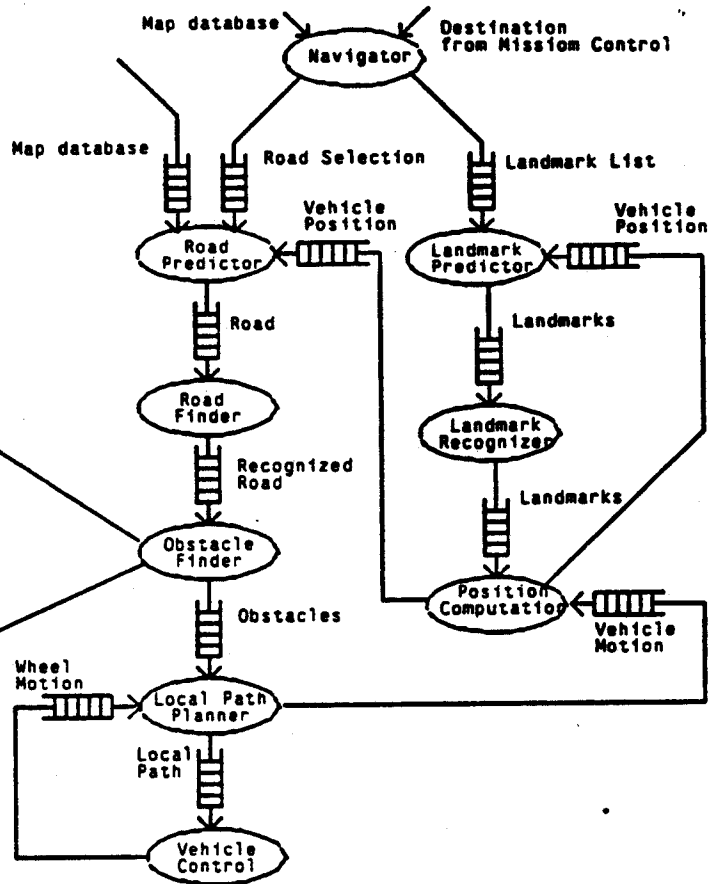 Map database
Destination
from Missiom Control
Navigator
Map database
Road Selection
Landmark List
Vehicle
Position
Vehicle
Position
Road
Predictor
Landmark
Predictor
Road
Landmarks
Road
Finder
Landmark
Recognizer
Recognized
Road
Landmarks
Obstacle
Finder
Position
Computation
Obstacles
Vehicle
Motion
Wheel
Motion
Local Path
Planner
Local
Path
Vehicle
Control